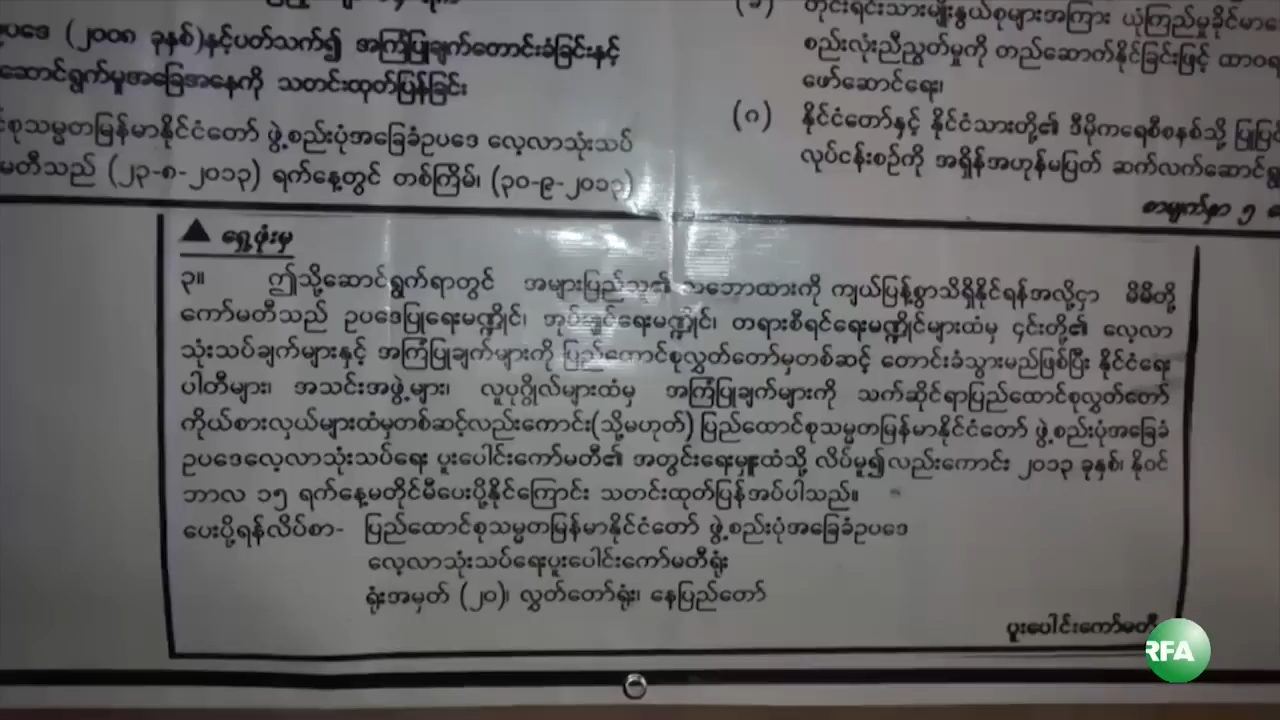 ပဒေ (၂၀၀၈ ခုနှစ်)နှင့်ပတ်သက်၍ အကြံပြုချက်တောင်းခံခြင်းနှင့်
ဆောင်ရွက်မှုအခြေအနေကို သတင်းထုတ်ပြန်ခြင်း
စုသမ္မတမြန်မာနိုင်ငံတော် ဖွဲ့စည်းပုံအခြေခံဥပဒေ လေ့လာသုံးသပ်
မတီသည် (၂၃-၈-၂၀၁၃) ရက်နေ့တွင် တစ်ကြိမ်၊ (၃၀-၉-၂၀၁၃)
တိုင်းရင်းသားမျိုးနွယ်စုများအကြား ယုံကြည်မှုခိုင်မာ
စည်းလုံးညီညွတ်မှုကို တည်ဆောက်နိုင်ခြင်းဖြင့် ထာဝရ
ဖော်ဆောင်ရေး၊
(ဂ) နိုင်ငံတော်နှင့် နိုင်ငံသားတို့၏ ဒီမိုကရေစီစနစ်သို့
လုပ်ငန်းစဉ်ကို အရှိန်အဟုန်မပြတ် ဆက်လက်ဆောင်ရွ
စာမျက်နှာ ၅
▲ ရှေ့ဖုံးမှ
၃။ ဤသို့ဆောင်ရွက်ရာတွင် အများပြည်သူ၏ သဘောထားကို ကျယ်ပြန့်စွာသိရှိနိုင်ရန်အလို့ငှာ မိမိတို့
ကော်မတီသည် ဥပဒေပြုရေးမဏ္ဍိုင်၊ အုပ်ချုပ်ရေးမဏ္ဍိုင်၊ တရားစီရင်ရေးမဏ္ဍိုင်များထံမှ ၎င်းတို့၏ လေ့လာ
သုံးသပ်ချက်များနှင့် အကြံပြုချက်များကို ပြည်ထောင်စုလွှတ်တော်မှတစ်ဆင့် တောင်းခံသွားမည်ဖြစ်ပြီး နိုင်ငံရေး
ပါတီများ၊ အသင်းအဖွဲ့များ၊ လူပုဂ္ဂိုလ်များထံမှ အကြံပြုချက်များကို သက်ဆိုင်ရာပြည်ထောင်စုလွှတ်တော်
ကိုယ်စားလှယ်များထံမှတစ်ဆင့်လည်းကောင်း(သို့မဟုတ်) ပြည်ထောင်စုသမ္မတမြန်မာနိုင်ငံတော် ဖွဲ့စည်းပုံအခြေခံ
ဥပဒေလေ့လာသုံးသပ်ရေး ပူးပေါင်းကော်မတီ၏ အတွင်းရေးမှူးထံသို့ လိပ်မူ၍လည်းကောင်း ၂၀၁၃ ခုနှစ်၊ နိုဝင်
ဘာလ ၁၅ ရက်နေ့မတိုင်မီပေးပို့နိုင်ကြောင်း သတင်းထုတ်ပြန်အပ်ပါသည်။
ပေးပို့ရန်လိပ်စာ- ပြည်ထောင်စုသမ္မတမြန်မာနိုင်ငံတော် ဖွဲ့စည်းပုံအခြေခံဥပဒေ
လေ့လာသုံးသပ်ရေးပူးပေါင်းကော်မတီရုံး
ရုံးအမှတ် (၂၀)၊ လွှတ်တော်ရုံး၊ နေပြည်တော်
ပူးပေါင်းကော်မတီ
RFA